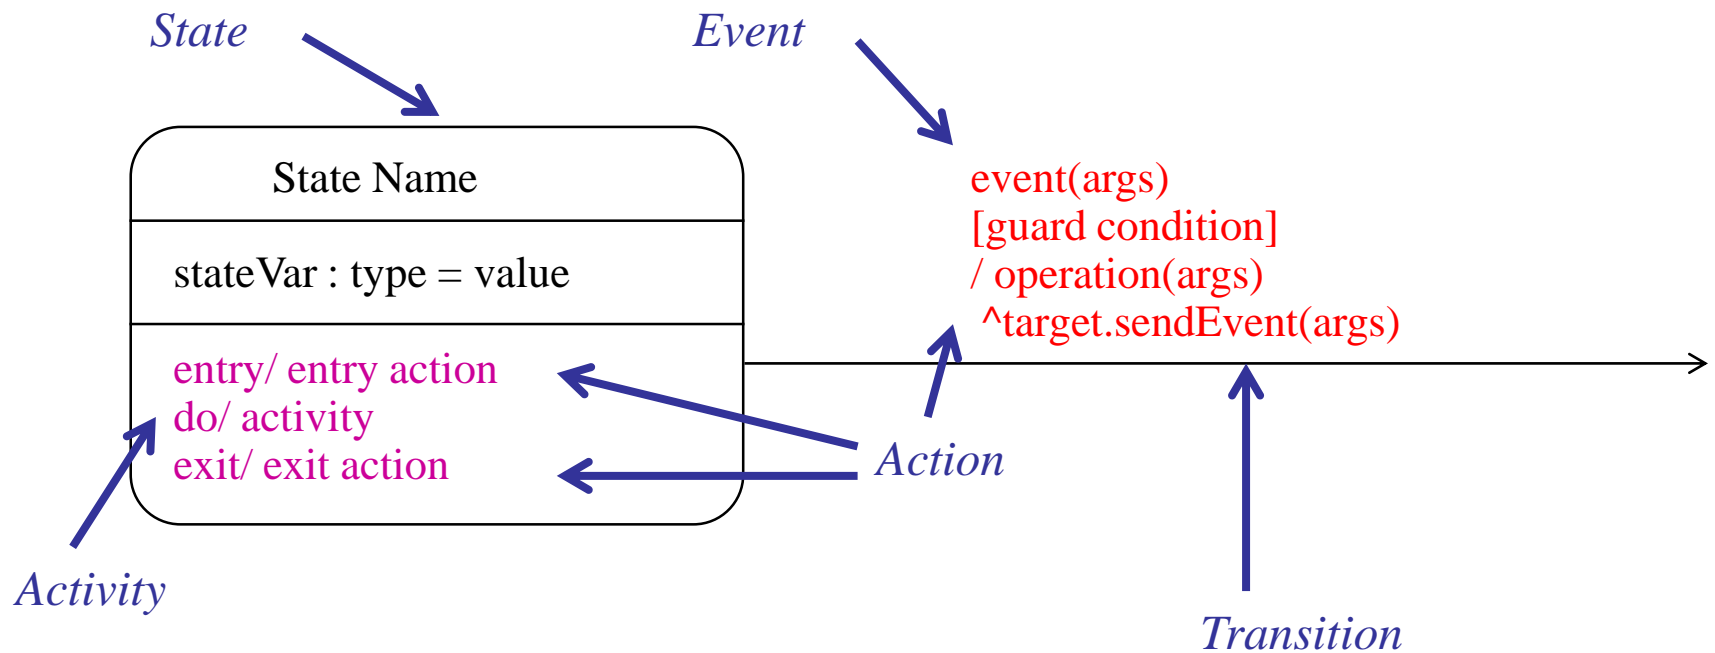 State
Event
State Name
stateVar : type = value
entry/ entry action
do/ activity
exit/ exit action
event(args)
[guard condition]
/ operation(args)
^target.sendEvent(args)
Action
Activity
Transition